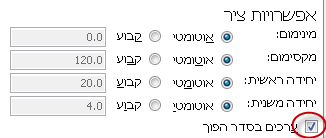 אפשרויות ציר
מינימום: אוטומטי קבוע 0.0
מקסימום: אוטומטי קבוע 120.0
יחידה ראשית: אוטומטי קבוע 20.0
יחידה משנית: אוטומטי קבוע 4.0
ערכים בסדר הפוך